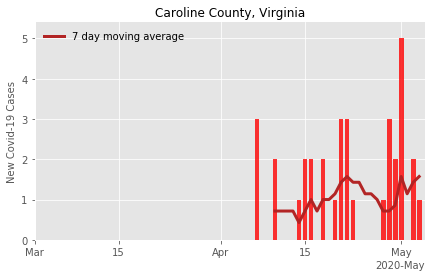 Caroline County, Virginia
7 day moving average
New Covid-19 Cases
5
4
3
2
1
0
Mar 15 Apr 15 May
2020-May